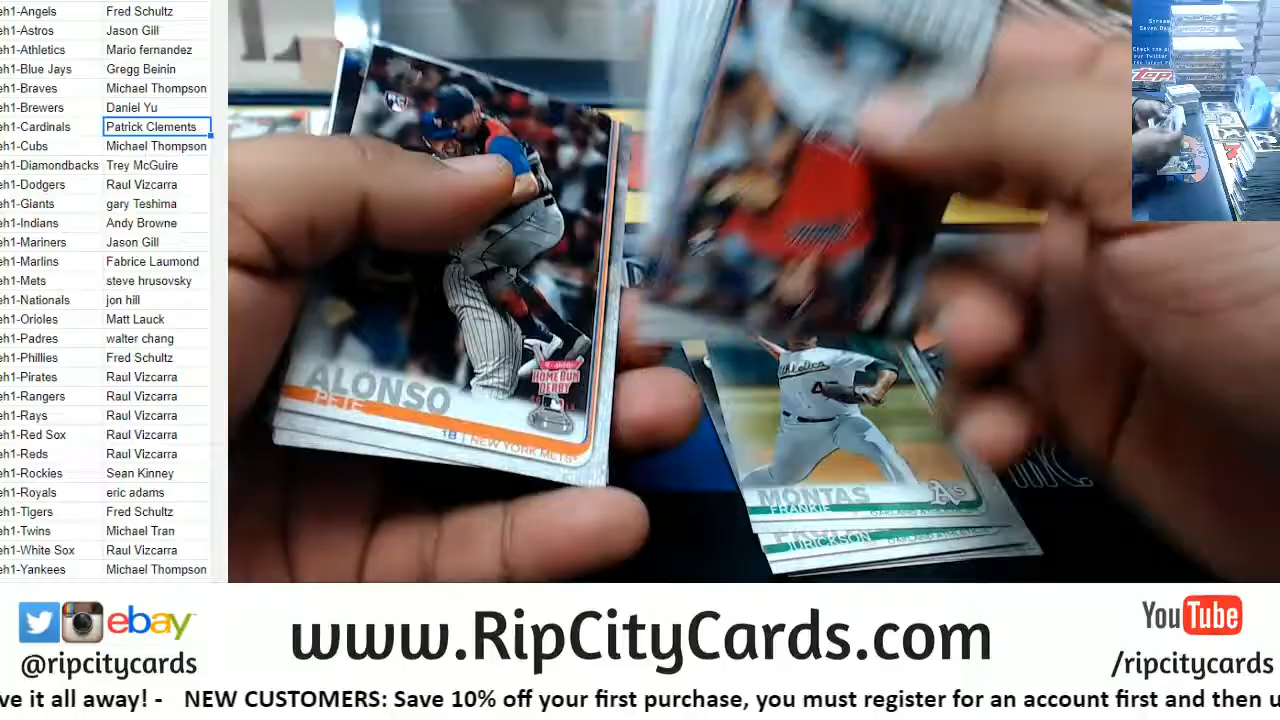 eh1-Angels Fred Schultz
eh1-Astros Jason Gill
eh1-Athletics Mario fernandez
eh1-Blue Jays Gregg Beinin
eh1-Braves Michael Thompson
eh1-Brewers Daniel Yu
eh1-Cardinals Patrick Clements
eh1-Cubs Michael Thompson
eh1-Diamondbacks Trey McGuire
eh1-Dodgers Raul Vizcarra
eh1-Giants gary Teshima
eh1-Indians Andy Browne
eh1-Mariners Jason Gill
eh1-Marlins Fabrice Laumond
eh1-Mets steve hrusovsky
eh1-Nationals jon hill
eh1-Orioles Matt Lauck
eh1-Padres walter chang
eh1-Phillies Fred Schultz
eh1-Pirates Raul Vizcarra
eh1-Rangers Raul Vizcarra
eh1-Rays Raul Vizcarra
eh1-Red Sox Raul Vizcarra
eh1-Reds Raul Vizcarra
eh1-Rockies Sean Kinney
eh1-Royals eric adams
eh1-Tigers Fred Schultz
eh1-Twins Michael Tran
eh1-White Sox Raul Vizcarra
eh1-Yankees Michael Thompson
ALONSO
PETE
1B | NEW YORK METS
HOME RUN
DERBY
Athletics
4
MONTAS
FRANKIE
A's
JURICKSON
Topps
ebay
@ripcitycards
www.RipCityCards.com
YouTube
/ripcitycards
ve it all away! - NEW CUSTOMERS: Save 10% off your first purchase, you must register for an account first and then u